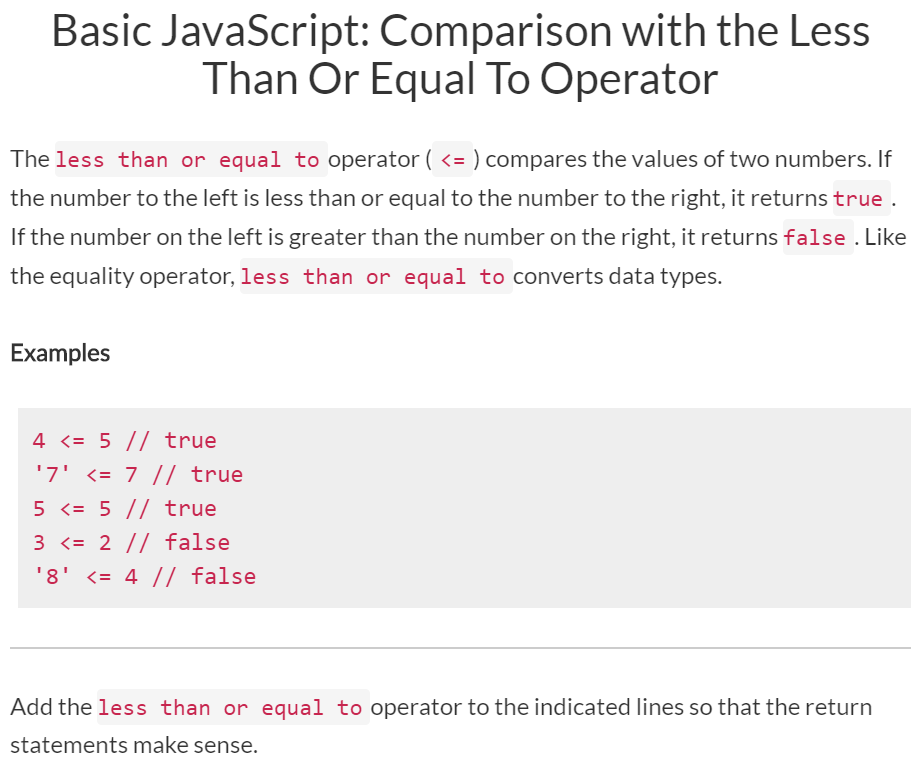 Basic JavaScript: Comparison with the Less
Than Or Equal To Operator
The less than or equal to operator ( <= ) compares the values of two numbers. If
the number to the left is less than or equal to the number to the right, it returns true .
If the number on the left is greater than the number on the right, it returns false . Like
the equality operator, less than or equal to converts data types.
Examples
4 <= 5 // true
'7' <= 7 // true
5 <= 5 // true
3 <= 2 // false
'8' <= 4 // false
Add the less than or equal to operator to the indicated lines so that the return
statements make sense.